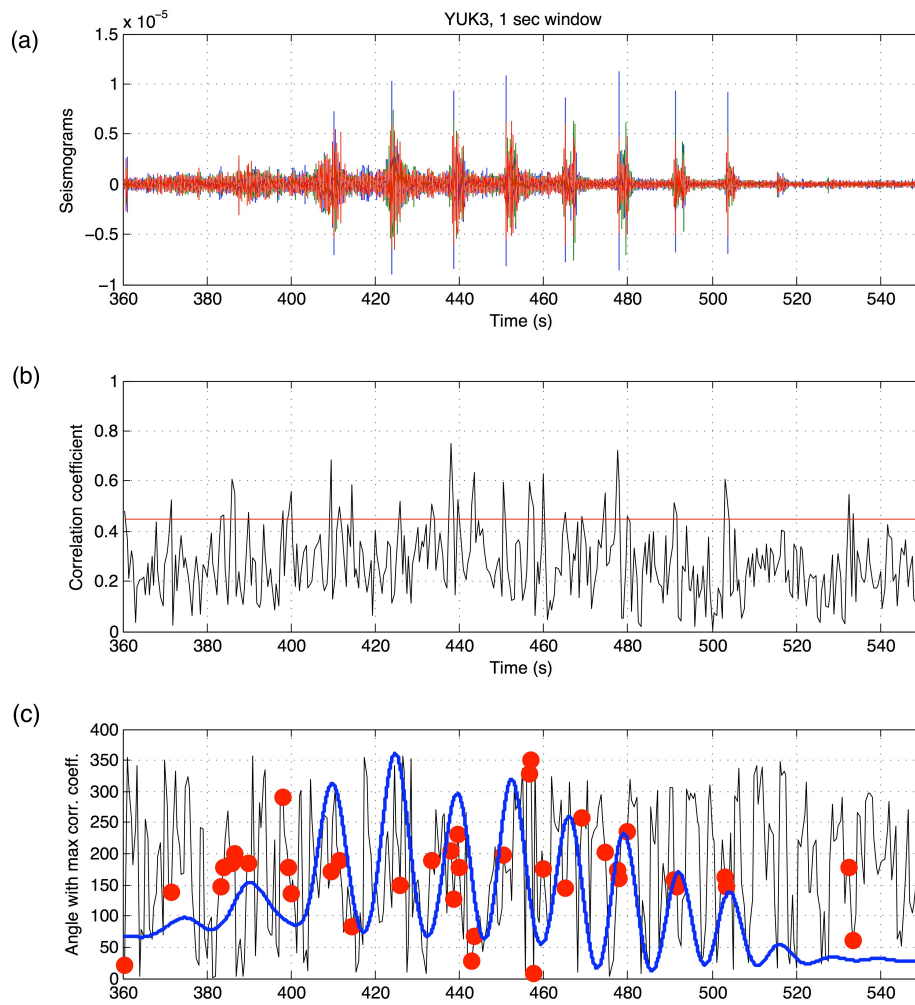 YUK3, 1 sec window
(a)
x 10⁻⁵
1.5
1
0.5
0
−0.5
−1
Seismograms
360 380 400 420 440 460 480 500 520 540
Time (s)
(b)
1
0.8
0.6
0.4
0.2
0
Correlation coefficient
360 380 400 420 440 460 480 500 520 540
Time (s)
(c)
400
350
300
250
200
150
100
50
0
Angle with max corr. coeff.
360 380 400 420 440 460 480 500 520 540